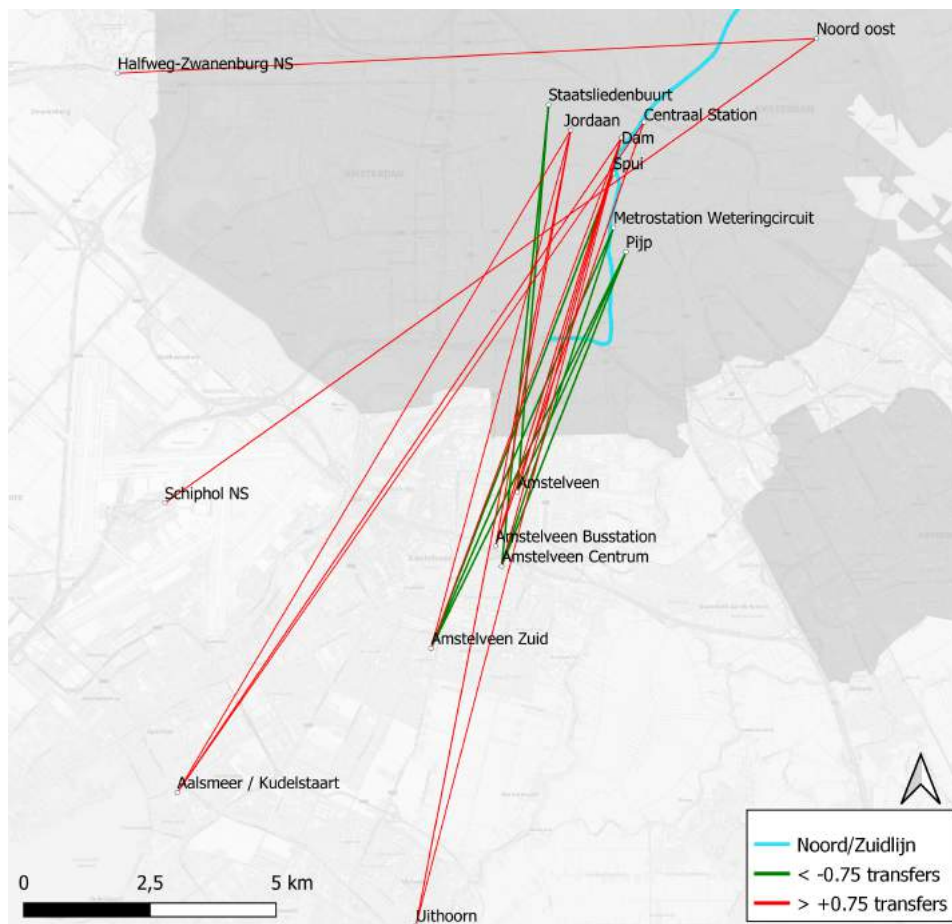 Noord oost
Halfweg-Zwanenburg NS
Staatsliedenbuurt
Centraal Station
Jordaan
Dam
Spui
Metrostation Weteringcircuit
Pijp
Amstelveen
Schiphol NS
Amstelveen Busstation
Amstelveen Centrum
Amstelveen Zuid
Aalsmeer / Kudelstaart
Uithoorn
Noord/Zuidlijn
< -0.75 transfers
> +0.75 transfers
0 2,5 5 km